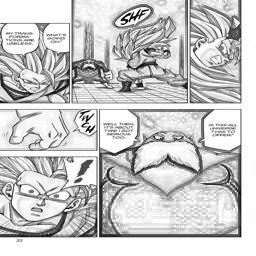 MY TRANS-
FORMA-
TIONS ARE
USELESS.
WHAT'S
GOING
ON?
SHF
WELL THEN,
IT'S ABOUT
TIME I GOT
SERIOUS
TOO.
IS THIS ALL
UNIVERSE
7 HAS TO
OFFER?